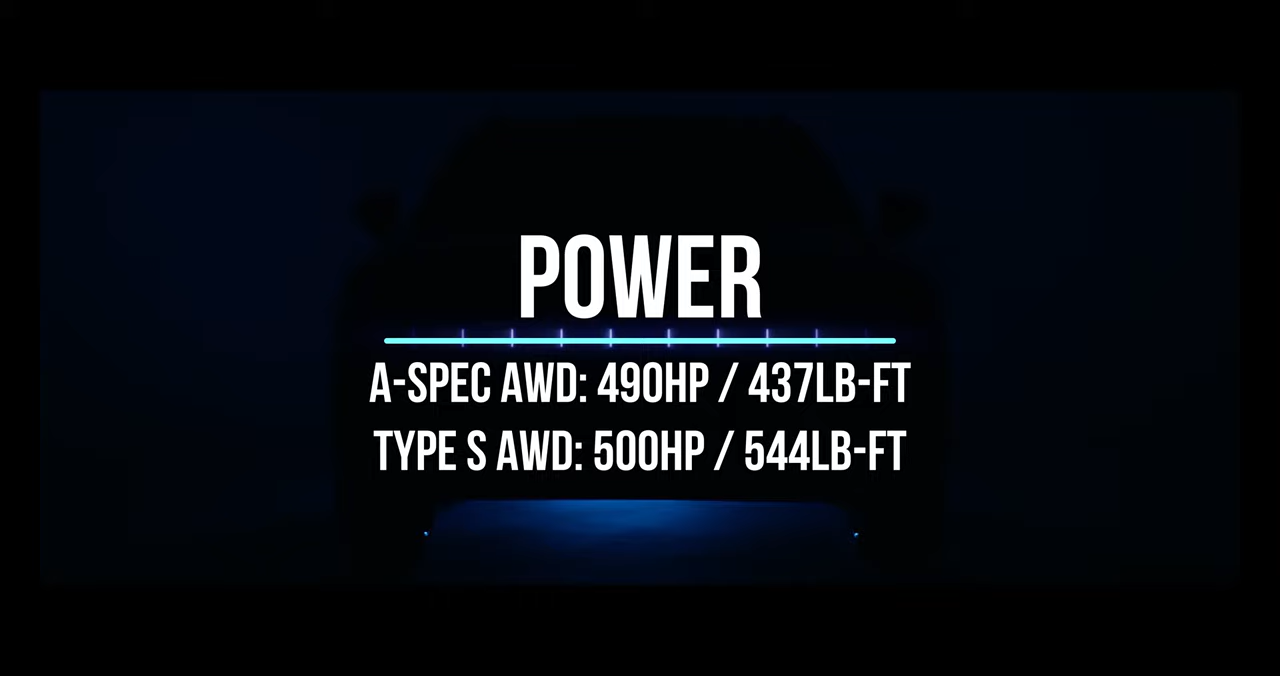 POWER
A-SPEC AWD: 490HP / 437LB-FT
TYPE S AWD: 500HP / 544LB-FT